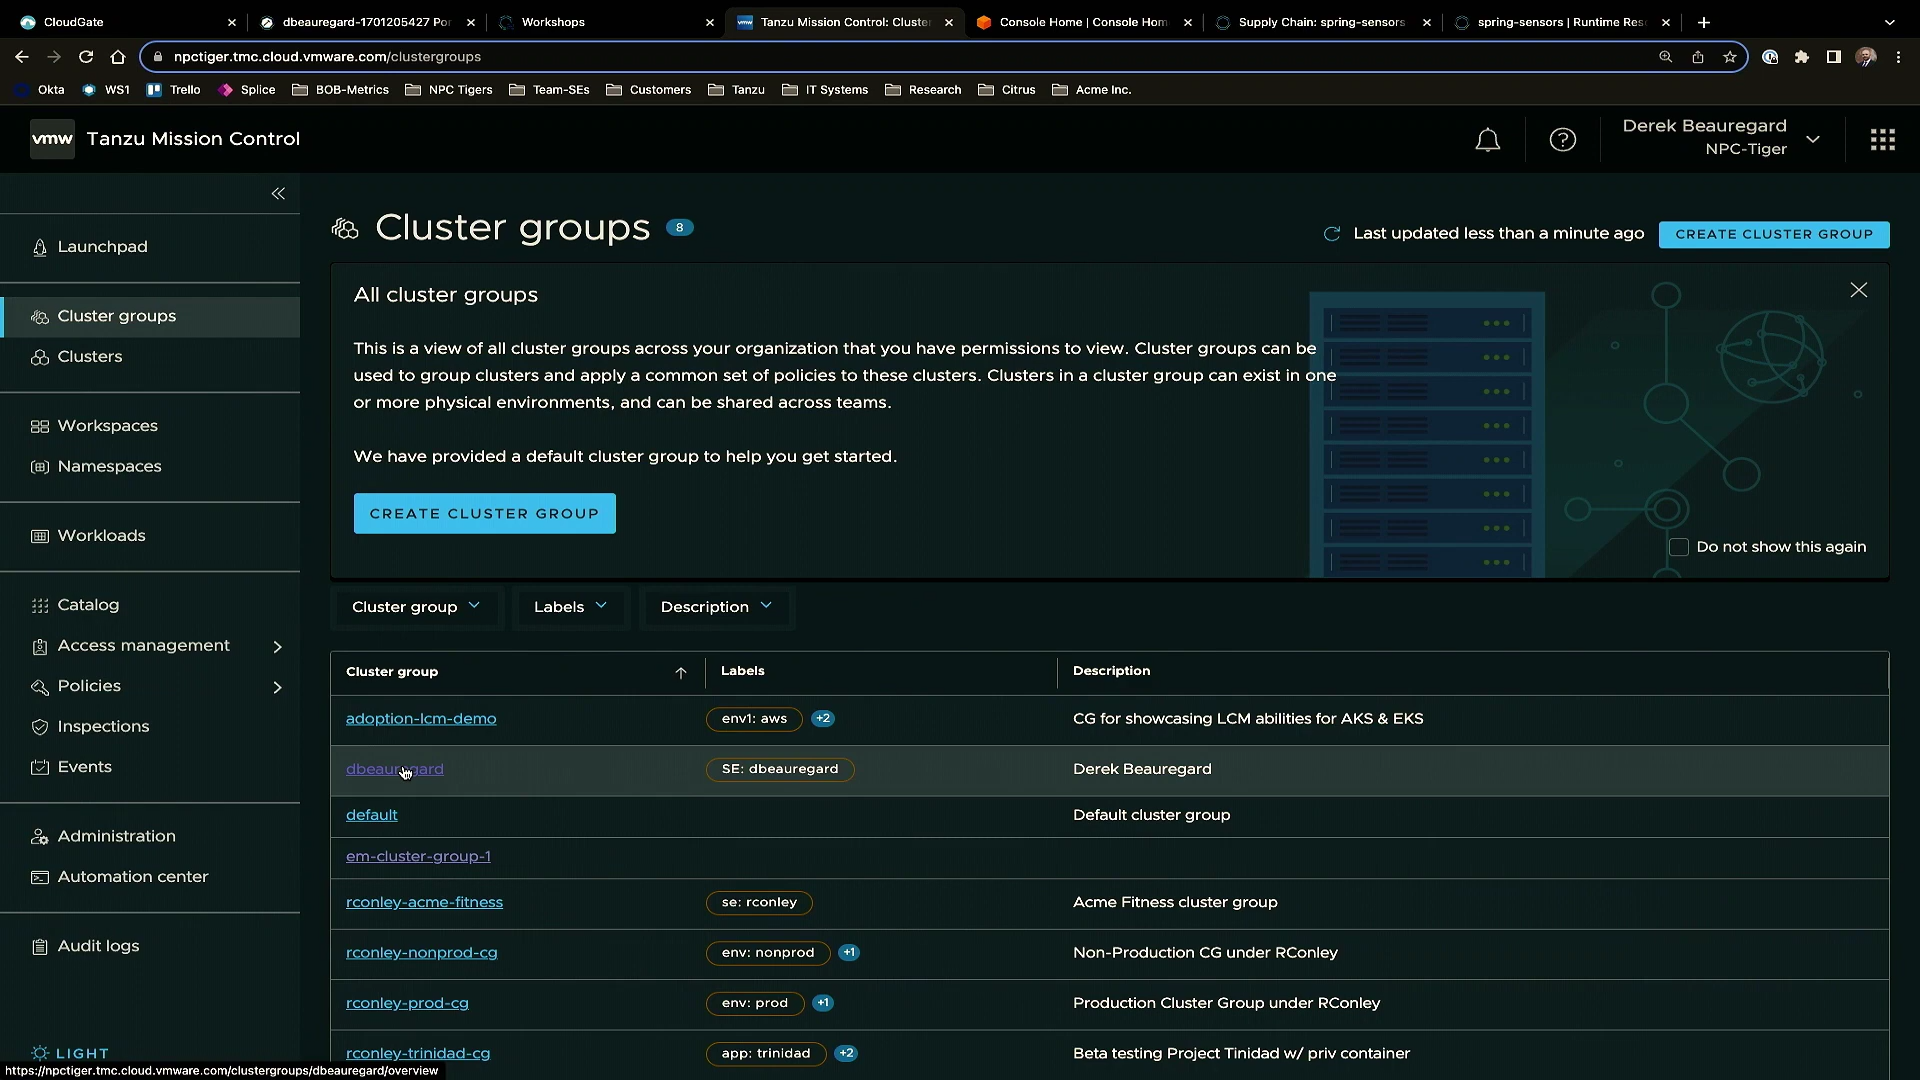 CloudGate
dbeauregard-1701205427 Por
Workshops
Tanzu Mission Control: Cluster
Console Home | Console Hom
Supply Chain: spring-sensors
spring-sensors | Runtime Res
npctiger.tmc.cloud.vmware.com/clustergroups
Okta
WS1
Trello
Splice
BOB-Metrics
NPC Tigers
Team-SEs
Customers
Tanzu
IT Systems
Research
Citrus
Acme Inc.
vmw
Tanzu Mission Control
Derek Beauregard
NPC-Tiger
Launchpad
Cluster groups
Clusters
Workspaces
Namespaces
Workloads
Catalog
Access management
Policies
Inspections
Events
Administration
Automation center
Audit logs
LIGHT
Cluster groups 8
Last updated less than a minute ago
CREATE CLUSTER GROUP
All cluster groups
This is a view of all cluster groups across your organization that you have permissions to view. Cluster groups can be
used to group clusters and apply a common set of policies to these clusters. Clusters in a cluster group can exist in one
or more physical environments, and can be shared across teams.
We have provided a default cluster group to help you get started.
CREATE CLUSTER GROUP
Do not show this again
Cluster group
Labels
Description
Cluster group Labels Description
adoption-lcm-demo env1: aws +2 CG for showcasing LCM abilities for AKS & EKS
dbeauregard SE: dbeauregard Derek Beauregard
default Default cluster group
em-cluster-group-1
rconley-acme-fitness se: rconley Acme Fitness cluster group
rconley-nonprod-cg env: nonprod +1 Non-Production CG under RConley
rconley-prod-cg env: prod +1 Production Cluster Group under RConley
rconley-trinidad-cg app: trinidad +2 Beta testing Project Tinidad w/ priv container
https://npctiger.tmc.cloud.vmware.com/clustergroups/dbeauregard/overview